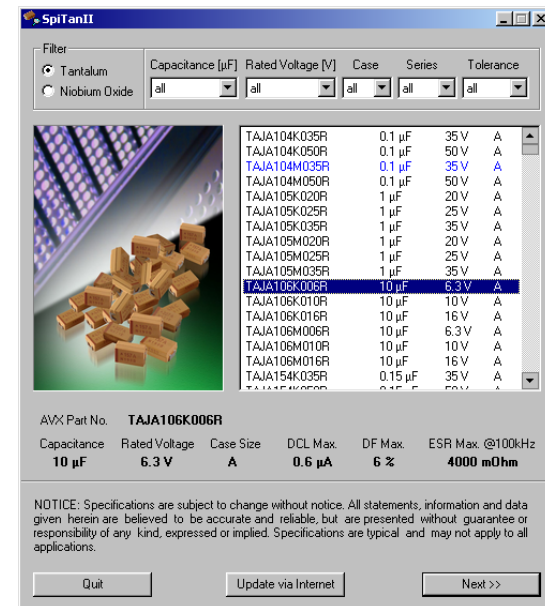 SpiTanII
Filter
Tantalum
Niobium Oxide
Capacitance [µF] Rated Voltage [V] Case Series Tolerance
all all all all all
TAJA104K035R 0.1 µF 35 V A
TAJA104K050R 0.1 µF 50 V A
TAJA104M035R 0.1 µF 35 V A
TAJA104M050R 0.1 µF 50 V A
TAJA105K020R 1 µF 20 V A
TAJA105K025R 1 µF 25 V A
TAJA105K035R 1 µF 35 V A
TAJA105M020R 1 µF 20 V A
TAJA105M025R 1 µF 25 V A
TAJA105M035R 1 µF 35 V A
TAJA106K006R 10 µF 6.3 V A
TAJA106K010R 10 µF 10 V A
TAJA106K016R 10 µF 16 V A
TAJA106M006R 10 µF 6.3 V A
TAJA106M010R 10 µF 10 V A
TAJA106M016R 10 µF 16 V A
TAJA154K035R 0.15 µF 35 V A
AVX Part No. TAJA106K006R
Capacitance Rated Voltage Case Size DCL Max. DF Max. ESR Max. @100kHz
10 µF 6.3 V A 0.6 µA 6 % 4000 mOhm
NOTICE: Specifications are subject to change without notice. All statements, information and data
given herein are believed to be accurate and reliable, but are presented without guarantee or
responsibility of any kind, expressed or implied. Specifications are typical and may not apply to all
applications.
Quit Update via Internet Next >>